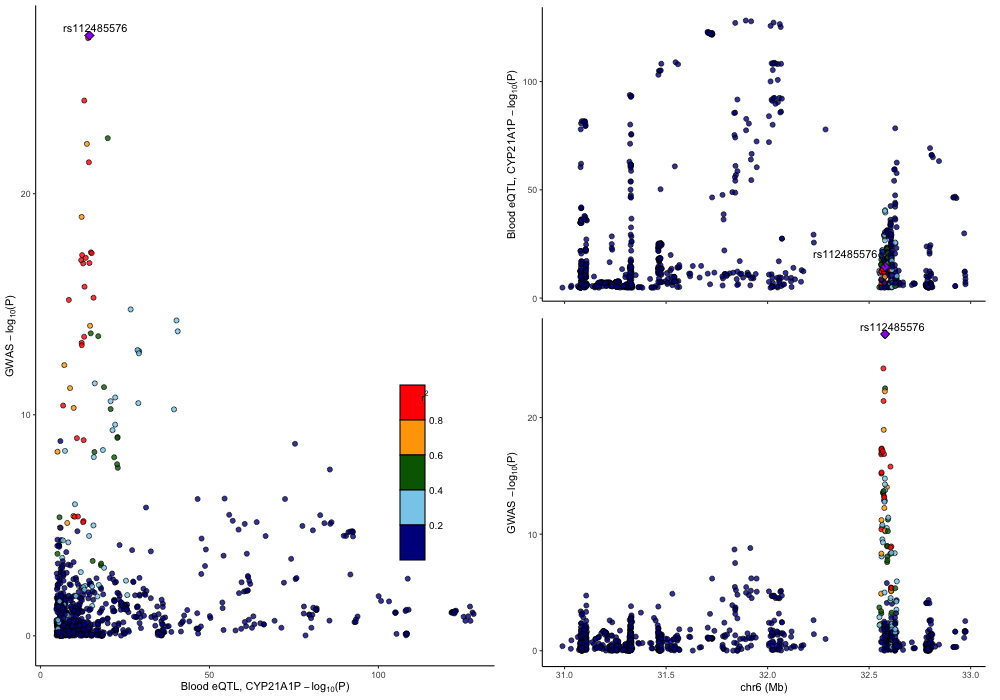 rs112485576
20
10
0
GWAS −log₁₀(P)
0
50
100
Blood eQTL, CYP21A1P −log₁₀(P)
r²
0.8
0.6
0.4
0.2
100
50
0
Blood eQTL, CYP21A1P −log₁₀(P)
rs112485576
rs112485576
20
10
0
GWAS −log₁₀(P)
31.0
31.5
32.0
32.5
33.0
chr6 (Mb)